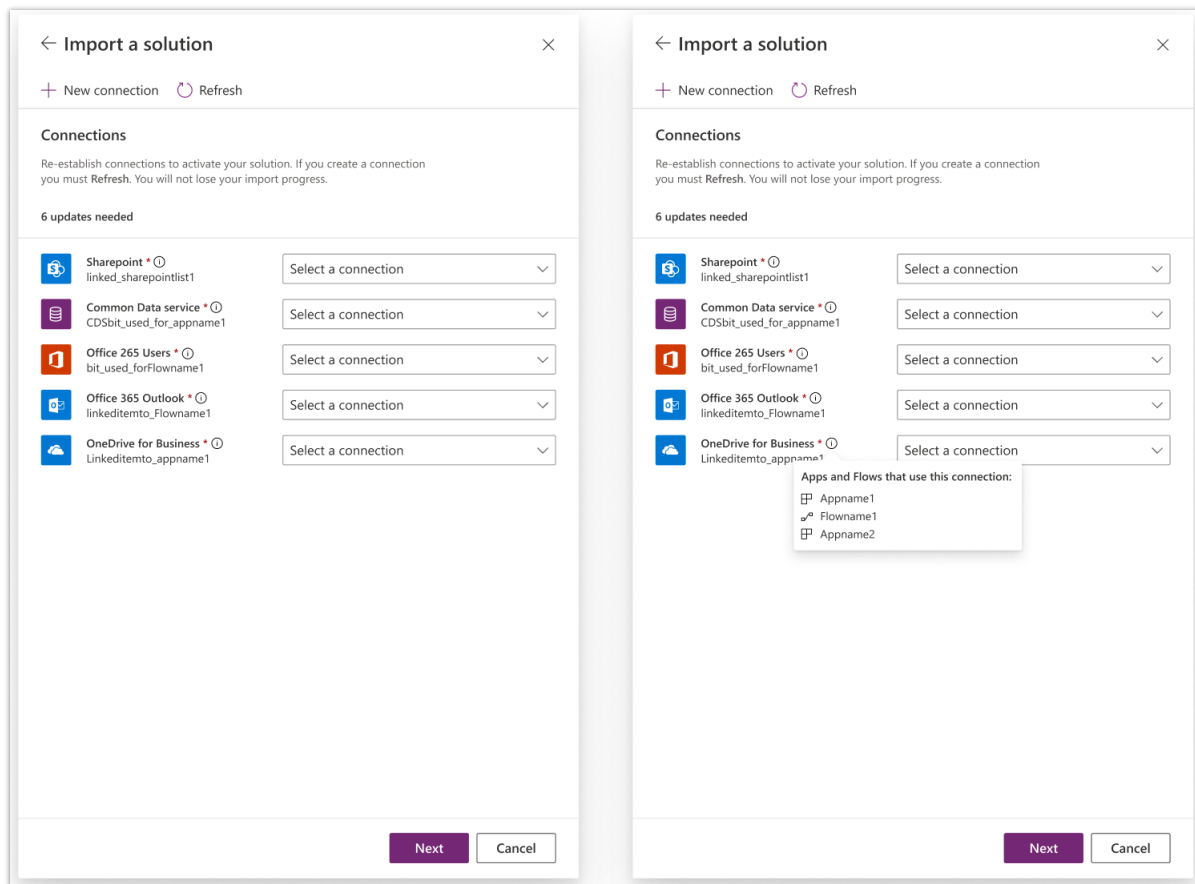 Import a solution
New connection Refresh
Connections
Re-establish connections to activate your solution. If you create a connection
you must Refresh. You will not lose your import progress.
6 updates needed
Sharepoint *
linked_sharepointlist1
Select a connection
Common Data service *
CDSbit_used_for_appname1
Select a connection
Office 265 Users *
bit_used_forFlowname1
Select a connection
Office 365 Outlook *
linkeditemto_Flowname1
Select a connection
OneDrive for Business *
Linkeditemto_appname1
Select a connection
Next Cancel
Import a solution
New connection Refresh
Connections
Re-establish connections to activate your solution. If you create a connection
you must Refresh. You will not lose your import progress.
6 updates needed
Sharepoint *
linked_sharepointlist1
Select a connection
Common Data service *
CDSbit_used_for_appname1
Select a connection
Office 265 Users *
bit_used_forFlowname1
Select a connection
Office 365 Outlook *
linkeditemto_Flowname1
Select a connection
OneDrive for Business *
Linkeditemto_appname1
Select a connection
Apps and Flows that use this connection:
Appname1
Flowname1
Appname2
Next Cancel